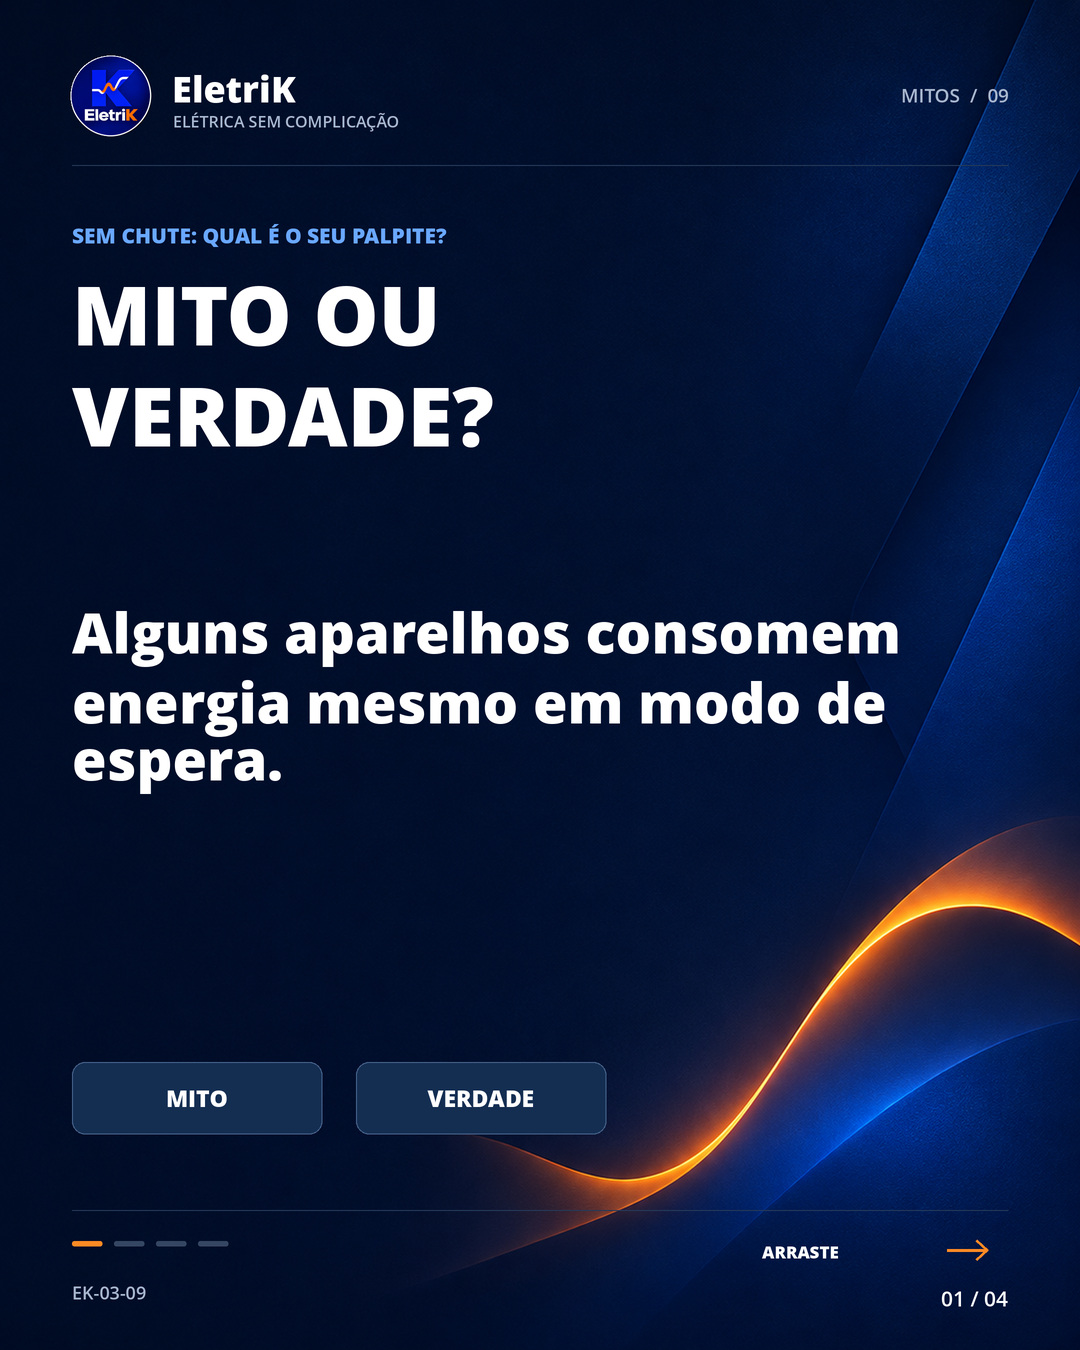 EletriK
EletriK
ELÉTRICA SEM COMPLICAÇÃO
MITOS / 09
SEM CHUTE: QUAL É O SEU PALPITE?
MITO OU
VERDADE?
Alguns aparelhos consomem
energia mesmo em modo de
espera.
MITO
VERDADE
ARRASTE
EK-03-09
01 / 04